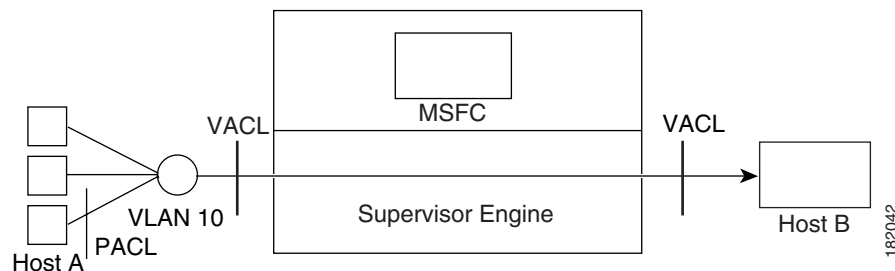 MSFC
VACL
VACL
Supervisor Engine
VLAN 10
PACL
Host A
Host B
182042